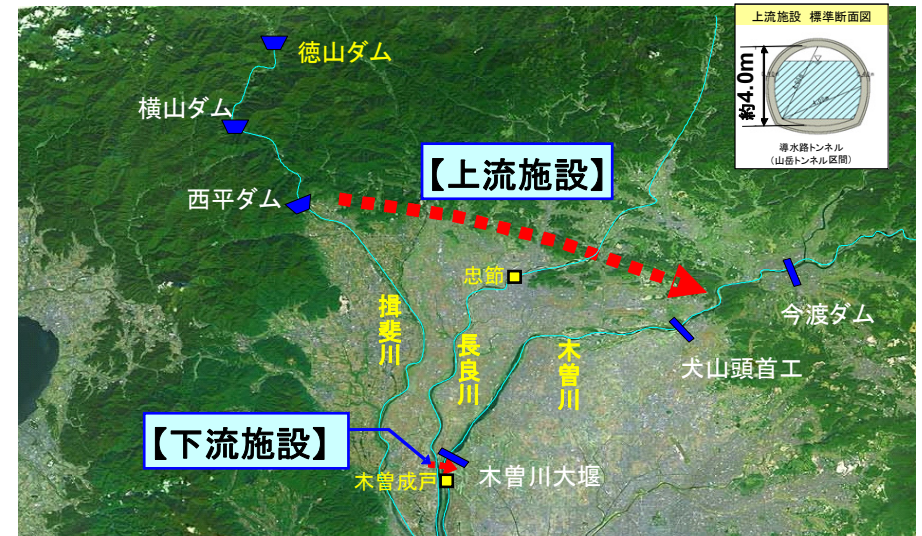 上流施設 標準断面図
約4.0m
導水路トンネル
(山岳トンネル区間)
徳山ダム
横山ダム
西平ダム
【上流施設】
忠節
今渡ダム
揖斐川
長良川
木曽川
犬山頭首工
【下流施設】
木曽成戸
木曽川大堰